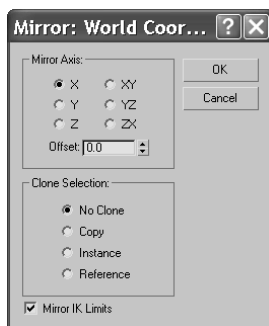 Mirror: World Coor... ? X
Mirror Axis:
X XY
Y YZ
Z ZX
Offset: 0.0
OK
Cancel
Clone Selection:
No Clone
Copy
Instance
Reference
Mirror IK Limits